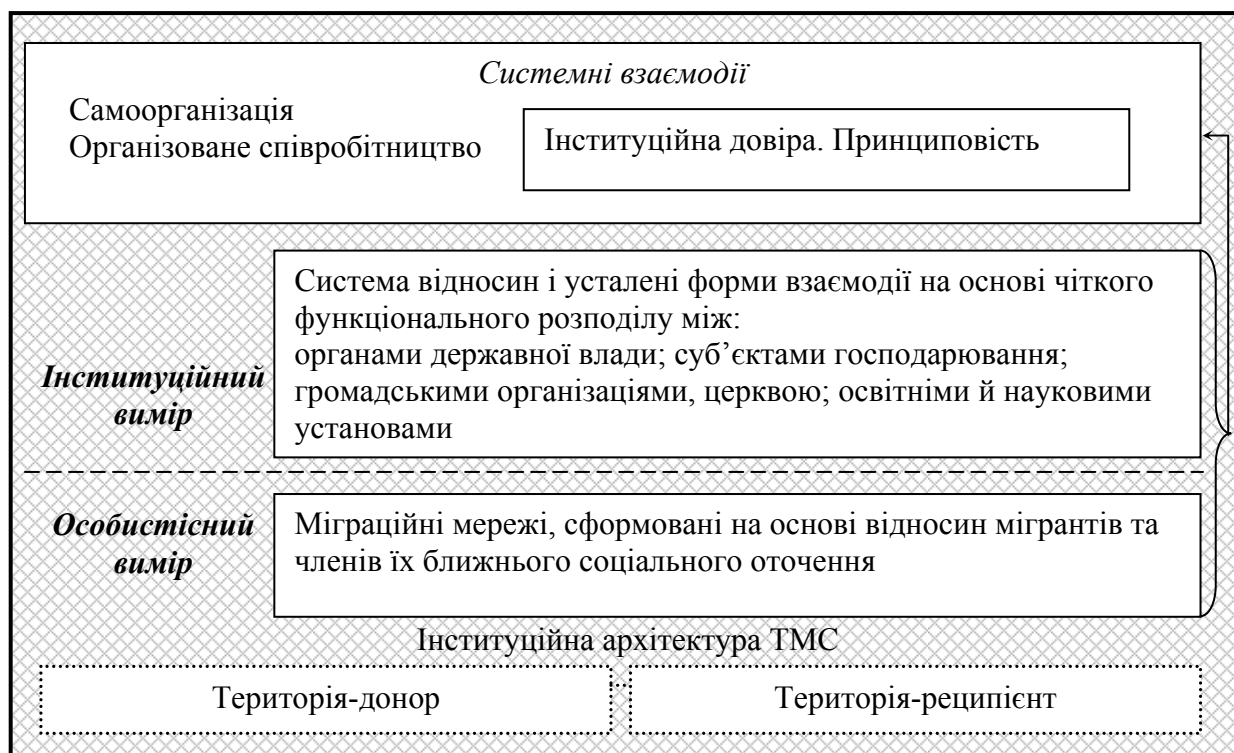 Системні взаємодії
Самоорганізація
Організоване співробітництво
Інституційна довіра. Принциповість
Інституційний
вимір
Система відносин і усталені форми взаємодії на основі чіткого
функціонального розподілу між:
органами державної влади; суб’єктами господарювання;
громадськими організаціями, церквою; освітніми й науковими
установами
Особистісний
вимір
Міграційні мережі, сформовані на основі відносин мігрантів та
членів їх ближнього соціального оточення
Інституційна архітектура ТМС
Територія-донор
Територія-реципієнт